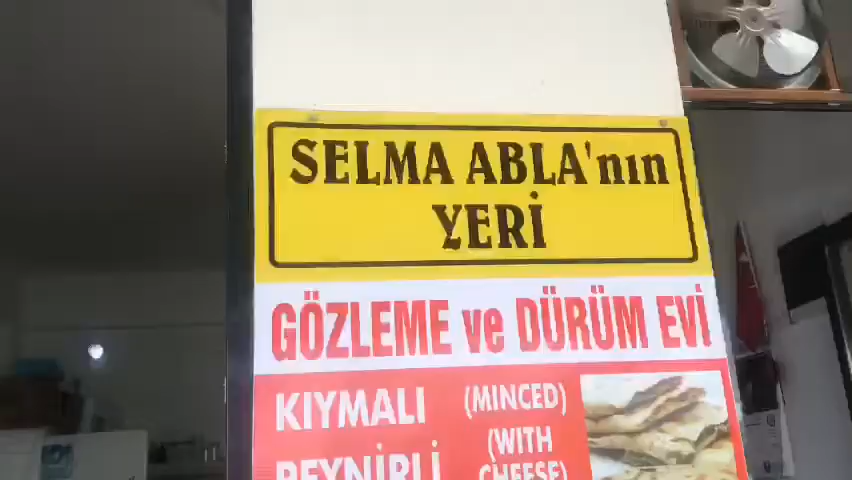 SELMA ABLA'nın
YERİ
GÖZLEME ve DÜRÜM EVİ
KIYMALI (MINCED)
PEYNİRLİ (WITH
CHEESE)